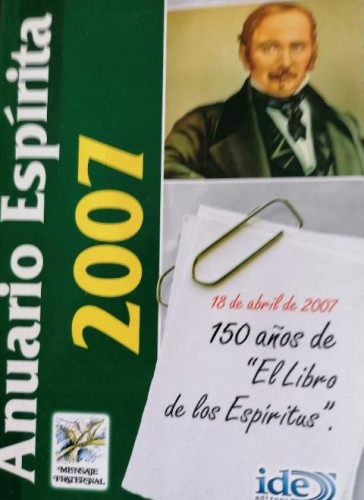 Anuario Espírita
2007
18 de abril de 2007
150 años de
"El Libro
de los Espíritus".
MENSAJE
FRATERNAL
ide
editora